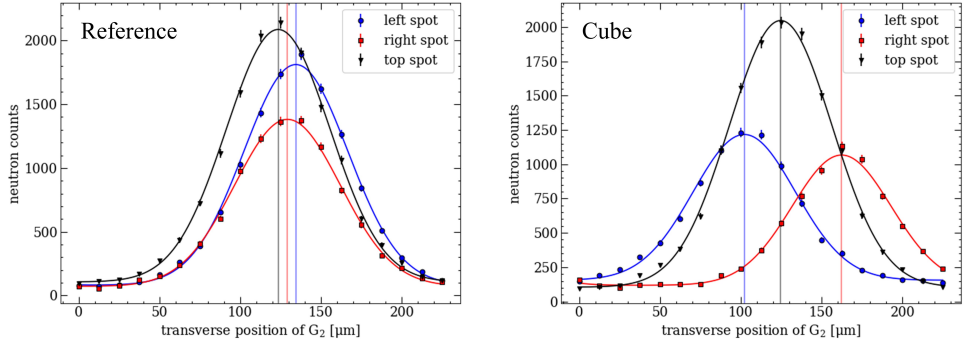 Reference
left spot
right spot
top spot
2000
1500
1000
500
0
neutron counts
0
50
100
150
200
transverse position of G₂ [μm]
Cube
left spot
right spot
top spot
2000
1750
1500
1250
1000
750
500
250
0
neutron counts
0
50
100
150
200
transverse position of G₂ [μm]